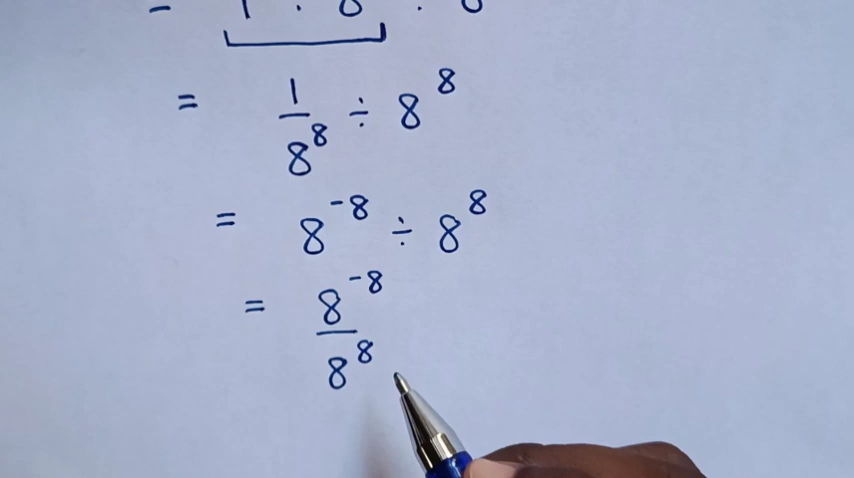 = 1/8^8 ÷ 8^8
= 8^-8 ÷ 8^8
= 8^-8/8^8